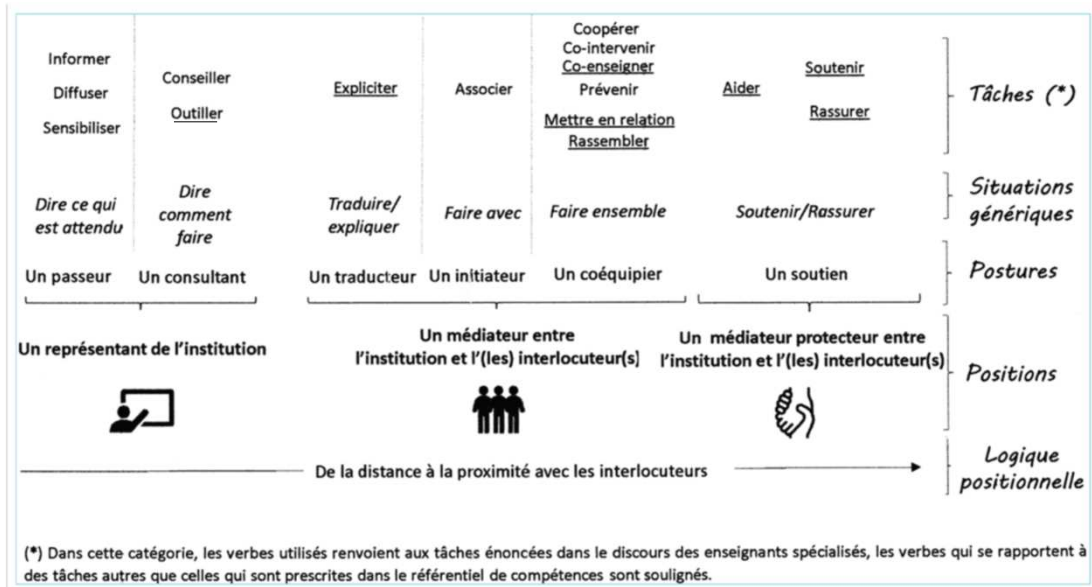 Informer
Diffuser
Sensibiliser
Conseiller
Outiller
Expliciter
Associer
Coopérer
Co-intervenir
Co-enseigner
Prévenir
Mettre en relation
Rassembler
Aider
Soutenir
Rassurer
Tâches (*)
Dire ce qui
est attendu
Dire
comment
faire
Traduire/
expliquer
Faire avec
Faire ensemble
Soutenir/Rassurer
Situations
génériques
Un passeur
Un consultant
Un traducteur
Un initiateur
Un coéquipier
Un soutien
Postures
Un représentant de l'institution
Un médiateur entre
l'institution et l'(les) interlocuteur(s)
Un médiateur protecteur entre
l'institution et l'(les) interlocuteur(s)
Positions
De la distance à la proximité avec les interlocuteurs
Logique
positionnelle
(*) Dans cette catégorie, les verbes utilisés renvoient aux tâches énoncées dans le discours des enseignants spécialisés, les verbes qui se rapportent à
des tâches autres que celles qui sont prescrites dans le référentiel de compétences sont soulignés.